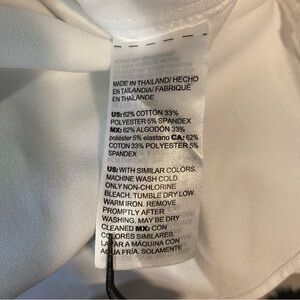 MADE IN THAILAND/ HECHO
EN TAILANDIA/ FABRIQUÉ
EN THAÏLANDE
US: 62% COTTON 33%
POLYESTER 5% SPANDEX
MX: 62% ALGODÓN 33%
poliéster 5% elastano CA: 62%
COTON 33% POLYESTER 5%
SPANDEX
US: WITH SIMILAR COLORS.
MACHINE WASH COLD.
ONLY NON-CHLORINE
BLEACH. TUMBLE DRY LOW.
WARM IRON. REMOVE
PROMPTLY AFTER
WASHING. MAY BE DRY
CLEANED MX: CON
COLORES SIMILARES.
LAVAR A MÁQUINA CON
AGUA FRÍA. SOLAMENTE